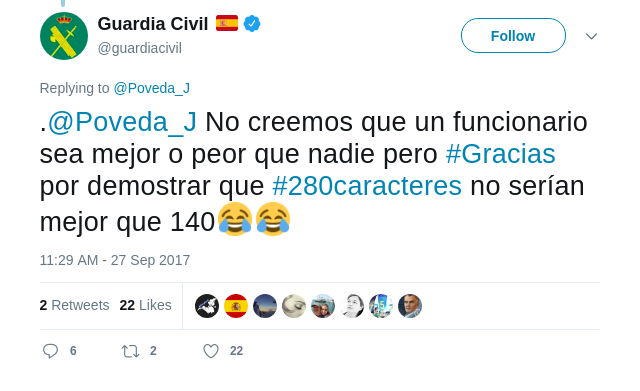 Guardia Civil 🇪🇸
@guardiacivil
Follow
Replying to @Poveda_J
.@Poveda_J No creemos que un funcionario
sea mejor o peor que nadie pero #Gracias
por demostrar que #280caracteres no serían
mejor que 140😂😂
11:29 AM - 27 Sep 2017
2 Retweets 22 Likes
6 2 22